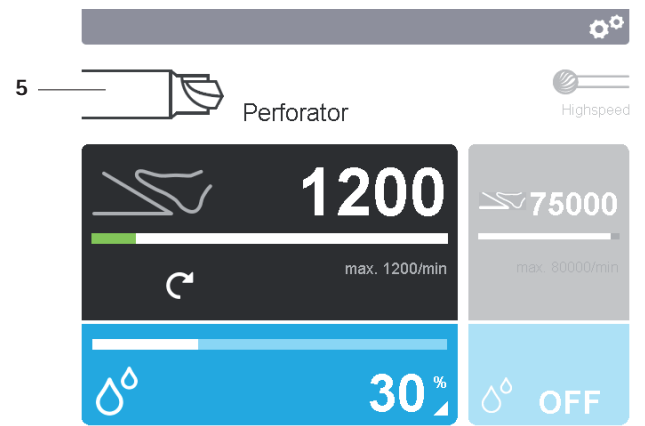 5
Perforator
Highspeed
1200
75000
max. 1200/min
max. 80000/min
30 %
OFF